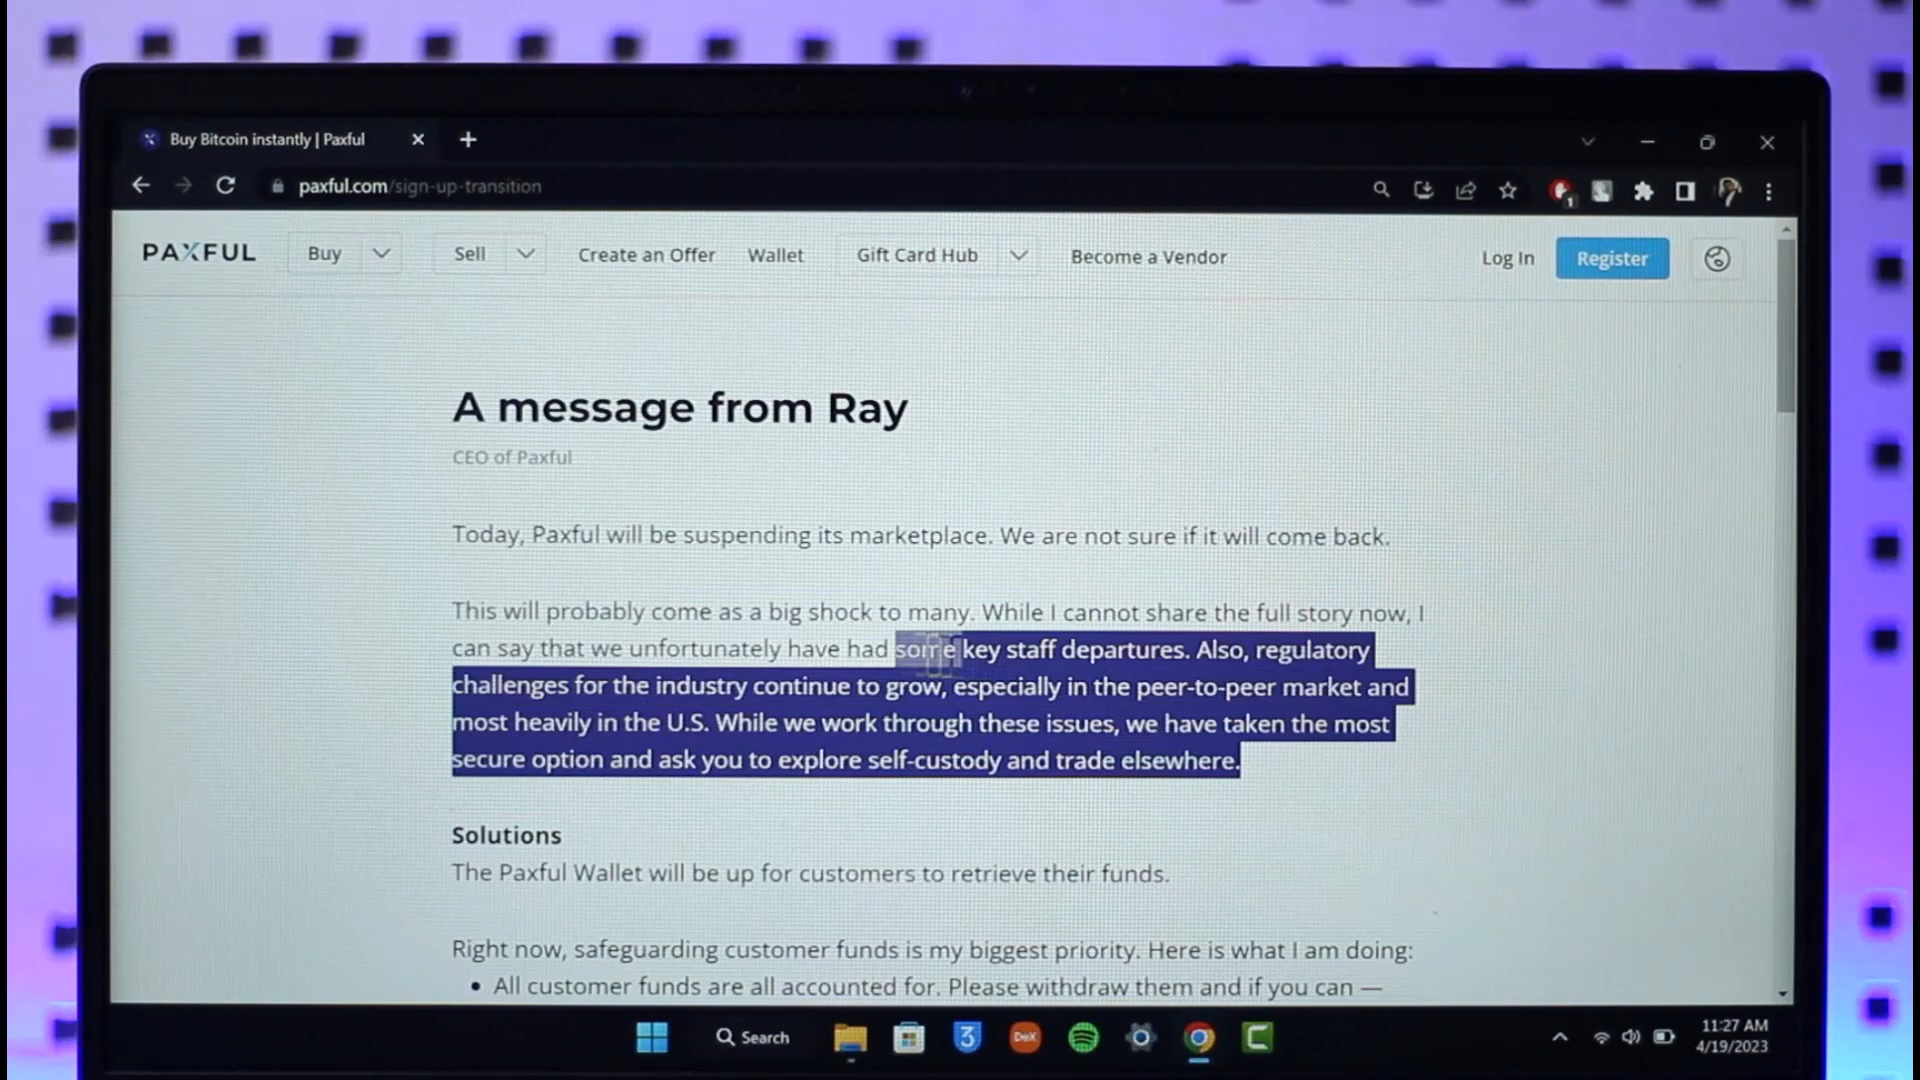 Buy Bitcoin instantly | Paxful
paxful.com/sign-up-transition
1
PAXFUL
Buy
Sell
Create an Offer
Wallet
Gift Card Hub
Become a Vendor
Log In
Register
A message from Ray
CEO of Paxful
Today, Paxful will be suspending its marketplace. We are not sure if it will come back.
This will probably come as a big shock to many. While I cannot share the full story now, I
can say that we unfortunately have had some key staff departures. Also, regulatory
challenges for the industry continue to grow, especially in the peer-to-peer market and
most heavily in the U.S. While we work through these issues, we have taken the most
secure option and ask you to explore self-custody and trade elsewhere.
Solutions
The Paxful Wallet will be up for customers to retrieve their funds.
Right now, safeguarding customer funds is my biggest priority. Here is what I am doing:
• All customer funds are all accounted for. Please withdraw them and if you can —
Search
3
DeX
C
11:27 AM
4/19/2023